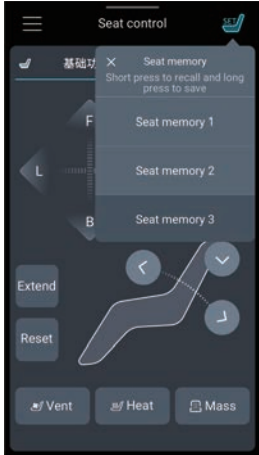 Seat control
SET
Seat memory
Short press to recall and long
press to save
基础功
Seat memory 1
F
L
Seat memory 2
B
Seat memory 3
Extend
Reset
Vent
Heat
Mass